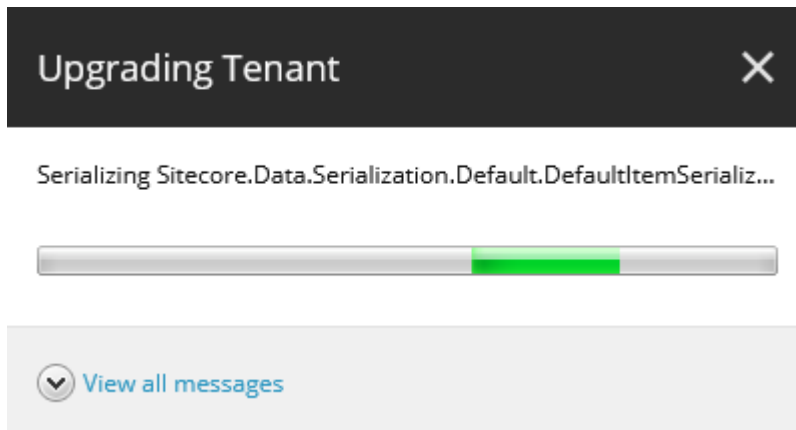 Upgrading Tenant
Serializing Sitecore.Data.Serialization.Default.DefaultItemSerializ...
View all messages